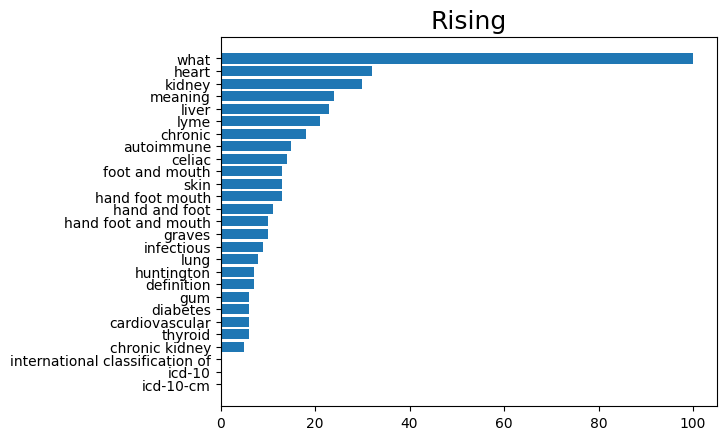 Rising
what
heart
kidney
meaning
liver
lyme
chronic
autoimmune
celiac
foot and mouth
skin
hand foot mouth
hand and foot
hand foot and mouth
graves
infectious
lung
huntington
definition
gum
diabetes
cardiovascular
thyroid
chronic kidney
international classification of
icd-10
icd-10-cm
0 20 40 60 80 100